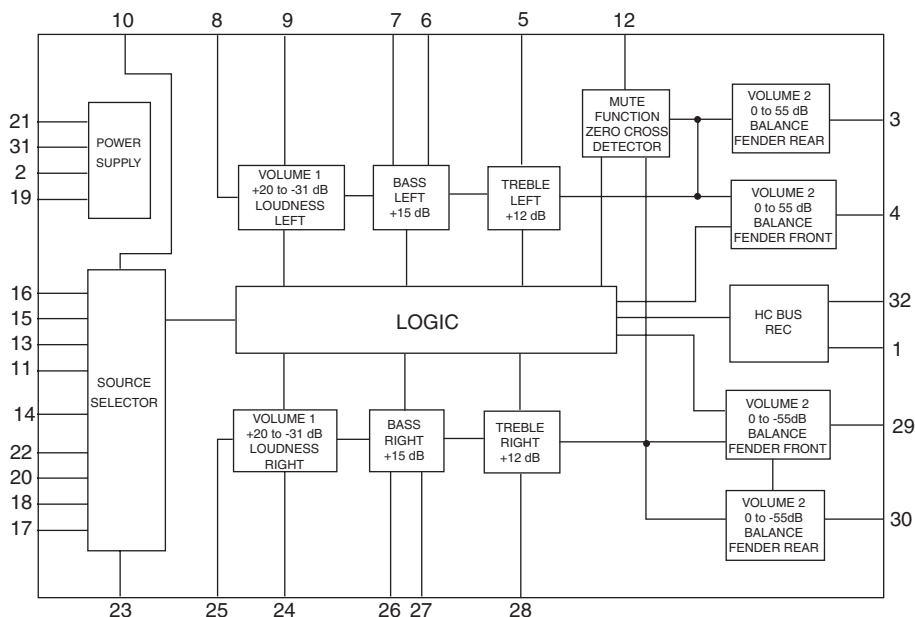 10
8
9
7
6
5
12
21
31
2
19
POWER
SUPPLY
MUTE
FUNCTION
ZERO CROSS
DETECTOR
VOLUME 2
0 to 55 dB
BALANCE
FENDER REAR
3
VOLUME 1
+20 to -31 dB
LOUDNESS
LEFT
BASS
LEFT
+15 dB
TREBLE
LEFT
+12 dB
VOLUME 2
0 to 55 dB
BALANCE
FENDER FRONT
4
16
15
13
11
14
22
20
18
17
SOURCE
SELECTOR
LOGIC
HC BUS
REC
32
1
VOLUME 1
+20 to -31 dB
LOUDNESS
RIGHT
BASS
RIGHT
+15 dB
TREBLE
RIGHT
+12 dB
VOLUME 2
0 to -55dB
BALANCE
FENDER FRONT
29
VOLUME 2
0 to -55dB
BALANCE
FENDER REAR
30
23
25
24
26
27
28